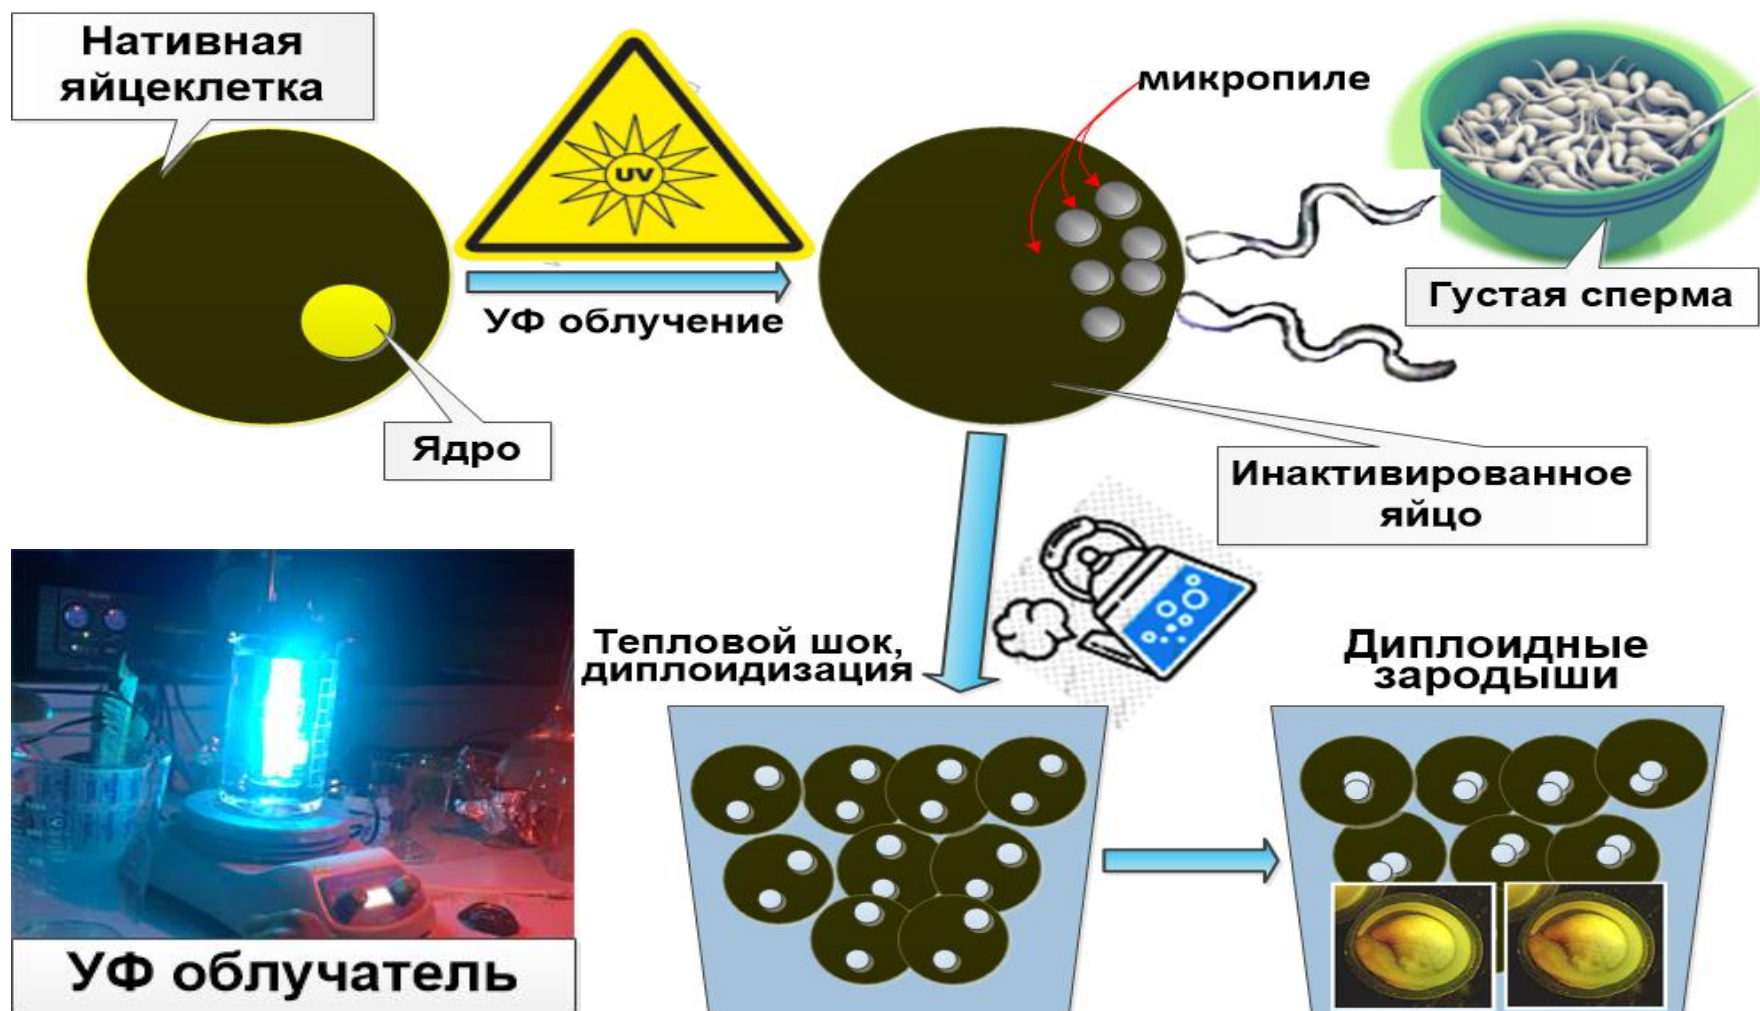 Нативная
яйцеклетка
UV
микропиле
УФ облучение
Густая сперма
Ядро
Инактивированное
яйцо
Тепловой шок,
диплоидизация
Диплоидные
зародыши
УФ облучатель